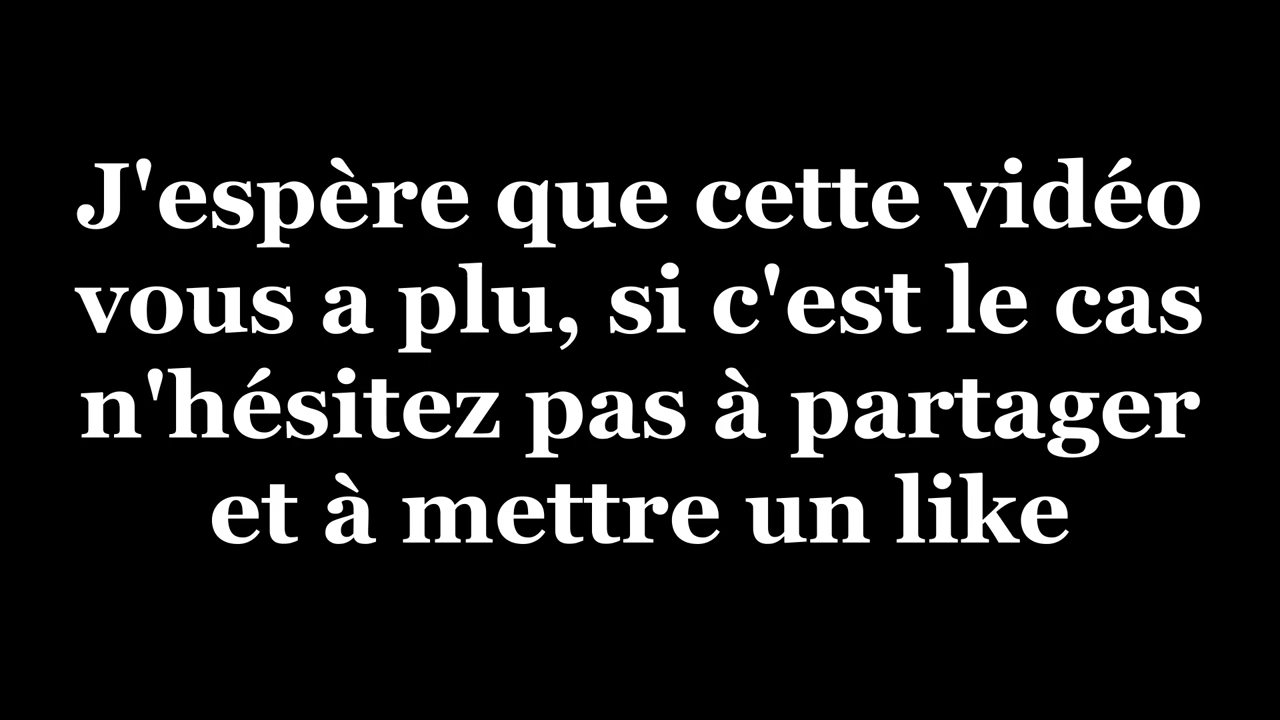 J'espère que cette vidéo
vous a plu, si c'est le cas
n'hésitez pas à partager
et à mettre un like